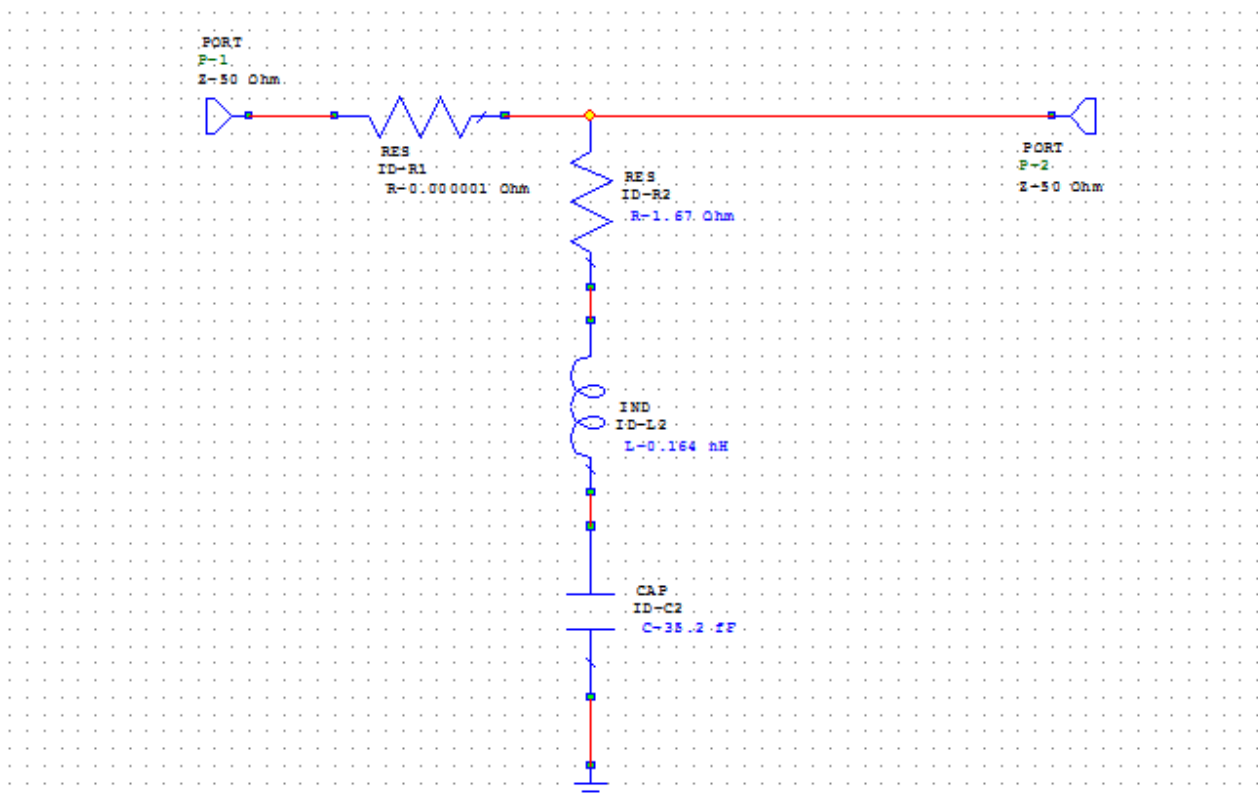 PORT
P=1
Z=50 Ohm
RES
ID=R1
R=0.000001 Ohm
RES
ID=R2
R=1.67 Ohm
PORT
P=2
Z=50 Ohm
IND
ID=L2
L=0.164 nH
CAP
ID=C2
C=35.2 fF